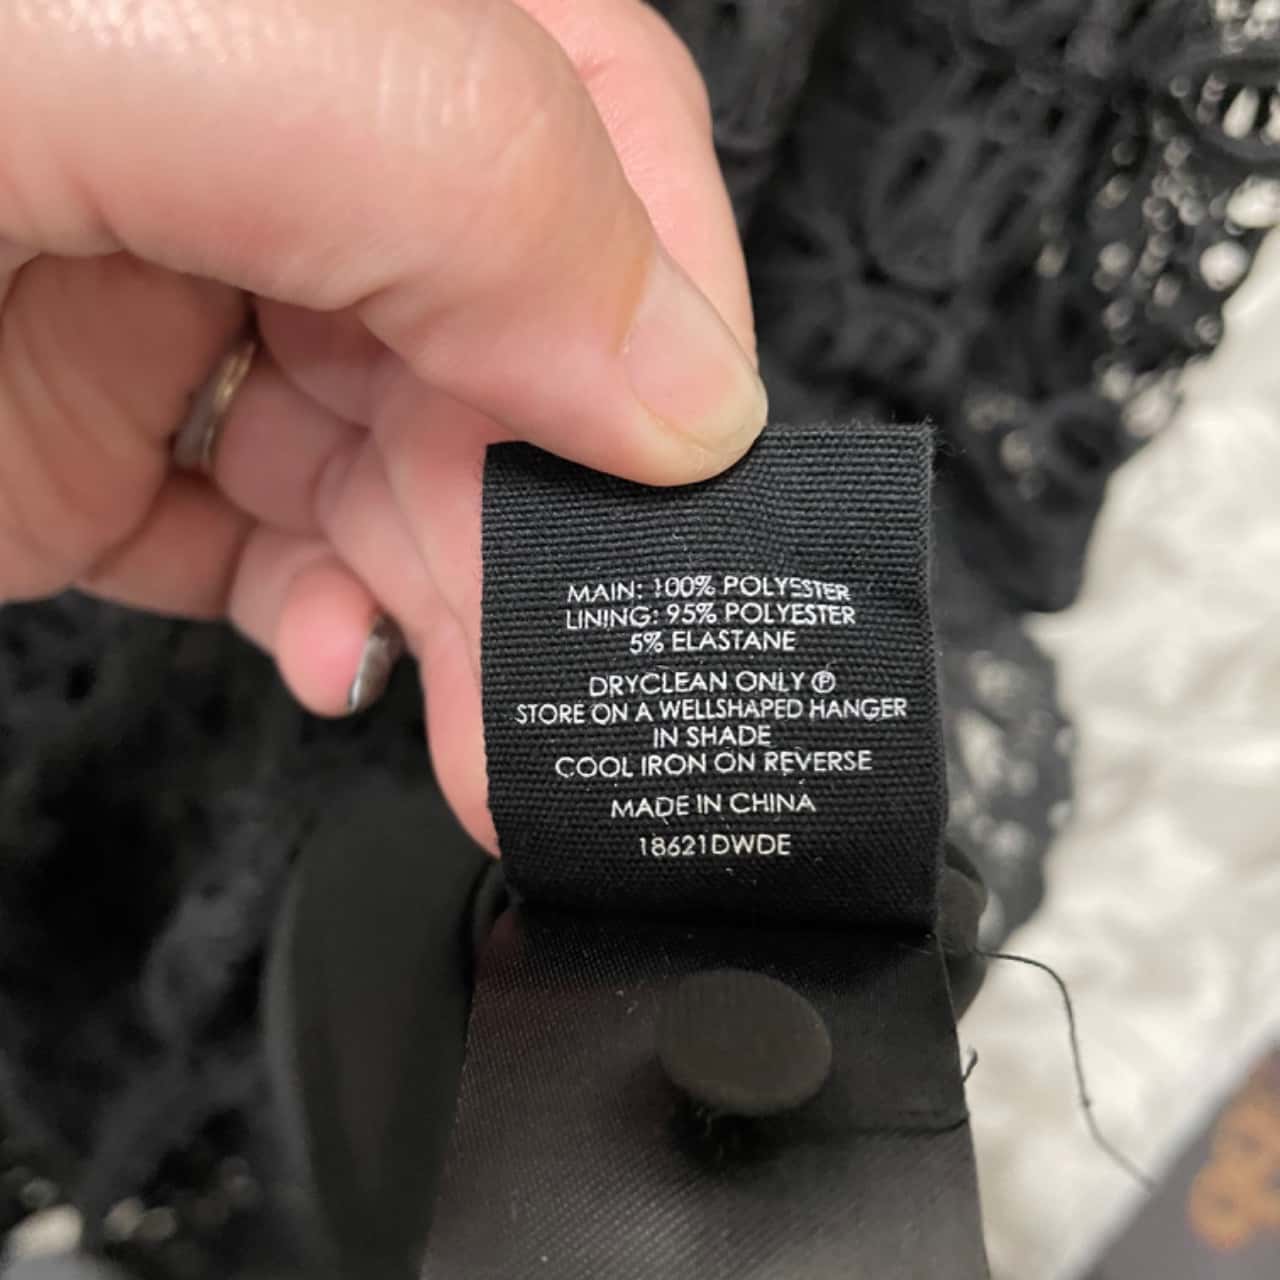 MAIN: 100% POLYESTER
LINING: 95% POLYESTER
5% ELASTANE
DRYCLEAN ONLY Ⓟ
STORE ON A WELLSHAPED HANGER
IN SHADE
COOL IRON ON REVERSE
MADE IN CHINA
18621DWDE